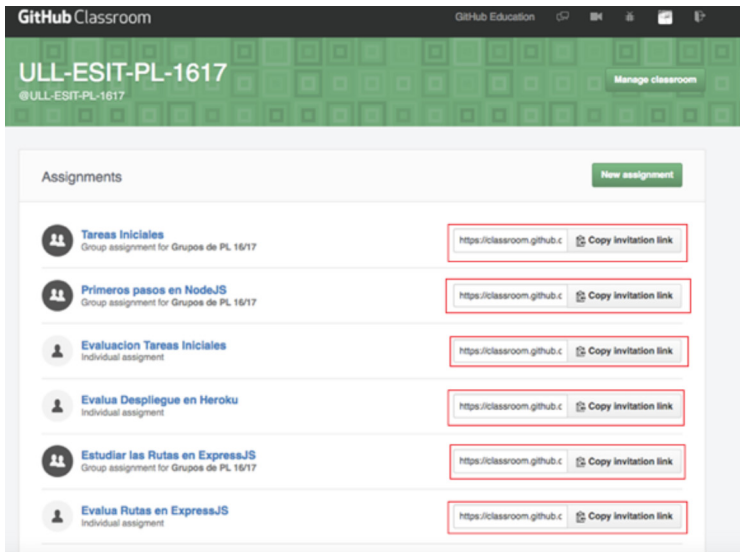 GitHub Classroom
GitHub Education
ULL-ESIT-PL-1617
@ULL-ESIT-PL-1617
Manage classroom
Assignments
New assignment
Tareas Iniciales
Group assignment for Grupos de PL 16/17
https://classroom.github.c
Copy invitation link
Primeros pasos en NodeJS
Group assignment for Grupos de PL 16/17
https://classroom.github.c
Copy invitation link
Evaluacion Tareas Iniciales
Individual assigment
https://classroom.github.c
Copy invitation link
Evalua Despliegue en Heroku
Individual assigment
https://classroom.github.c
Copy invitation link
Estudiar las Rutas en ExpressJS
Group assignment for Grupos de PL 16/17
https://classroom.github.c
Copy invitation link
Evalua Rutas en ExpressJS
Individual assigment
https://classroom.github.c
Copy invitation link